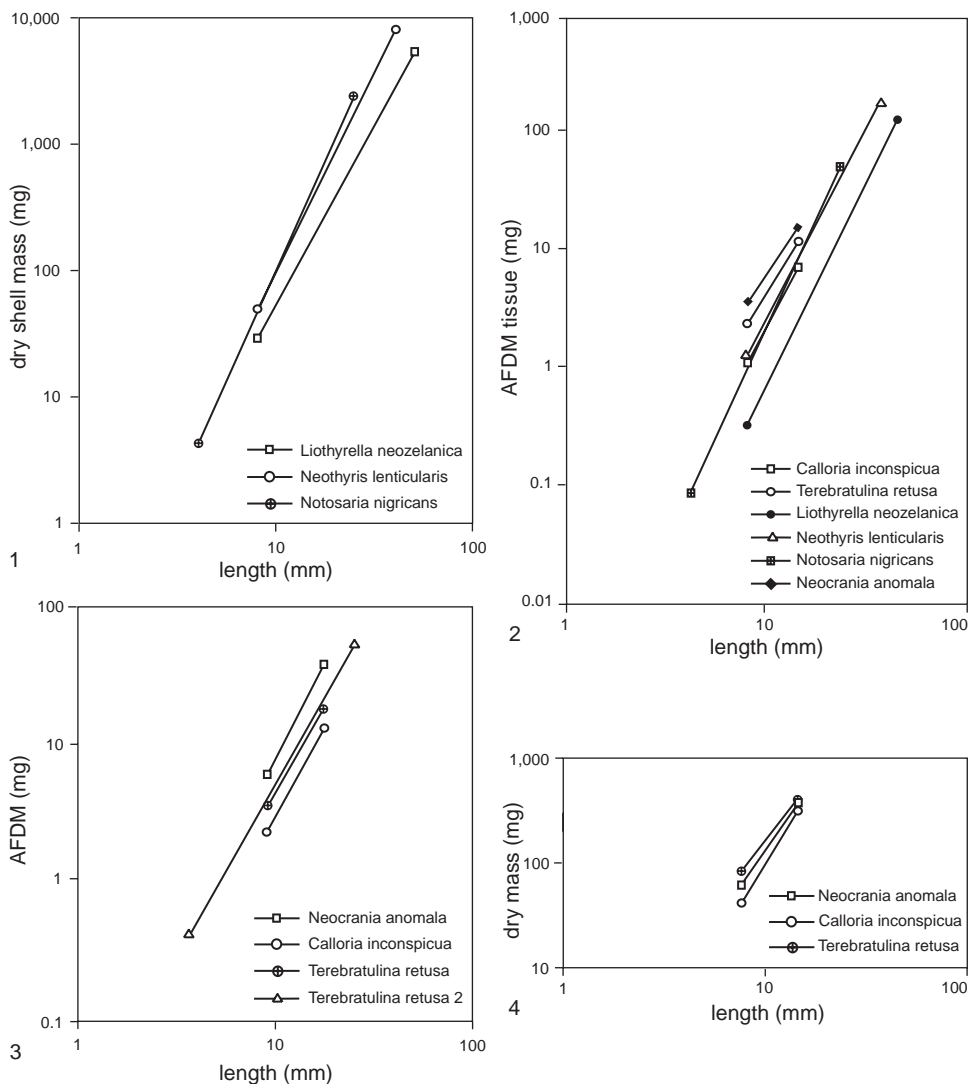 10,000
1,000
100
10
1
dry shell mass (mg)
Liothyrella neozelanica
Neothyris lenticularis
Notosaria nigricans
1
10
100
length (mm)
1
1,000
100
10
1
0.1
0.01
AFDM tissue (mg)
Calloria inconspicua
Terebratulina retusa
Liothyrella neozelanica
Neothyris lenticularis
Notosaria nigricans
Neocrania anomala
1
10
100
length (mm)
2
100
10
1
0.1
AFDM (mg)
Neocrania anomala
Calloria inconspicua
Terebratulina retusa
Terebratulina retusa 2
1
10
100
length (mm)
3
1,000
100
10
dry mass (mg)
Neocrania anomala
Calloria inconspicua
Terebratulina retusa
1
10
100
length (mm)
4